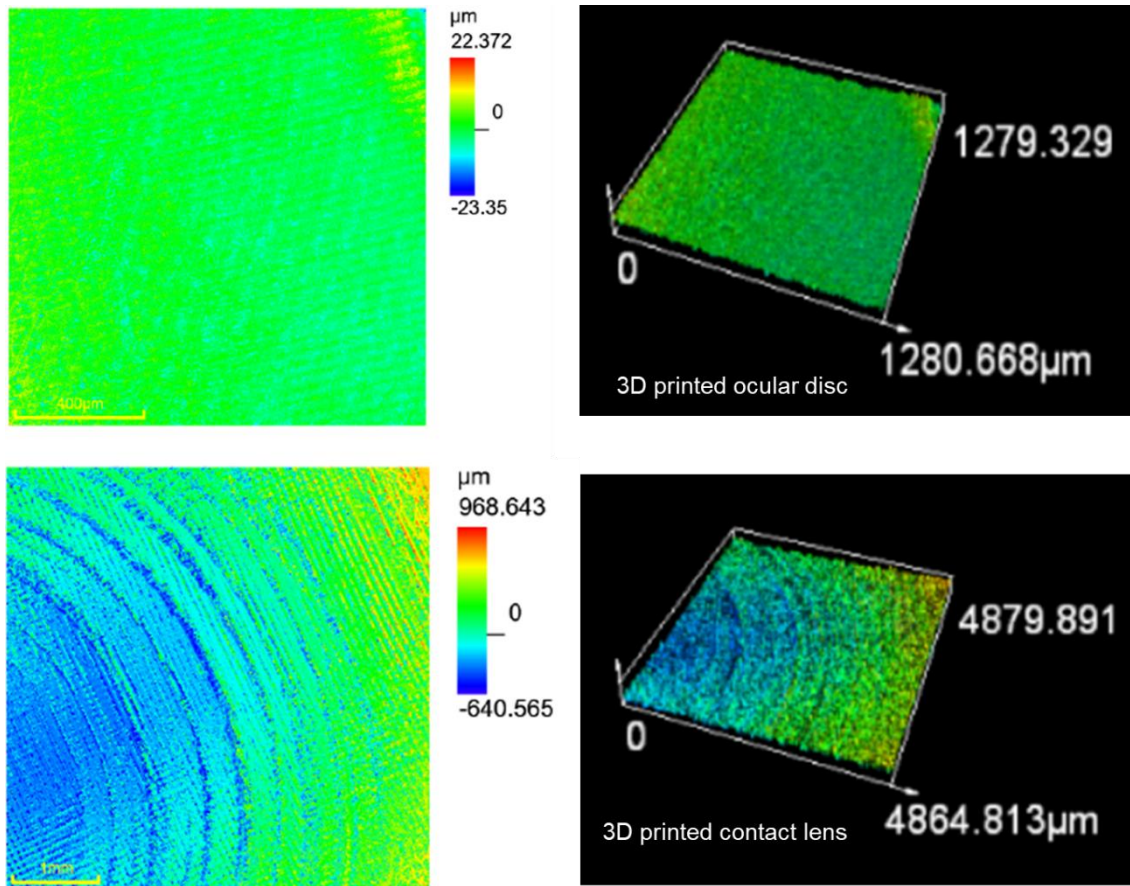 µm
22.372
0
-23.35
400µm
1279.329
0
1280.668µm
3D printed ocular disc
µm
968.643
0
-640.565
1mm
4879.891
0
4864.813µm
3D printed contact lens